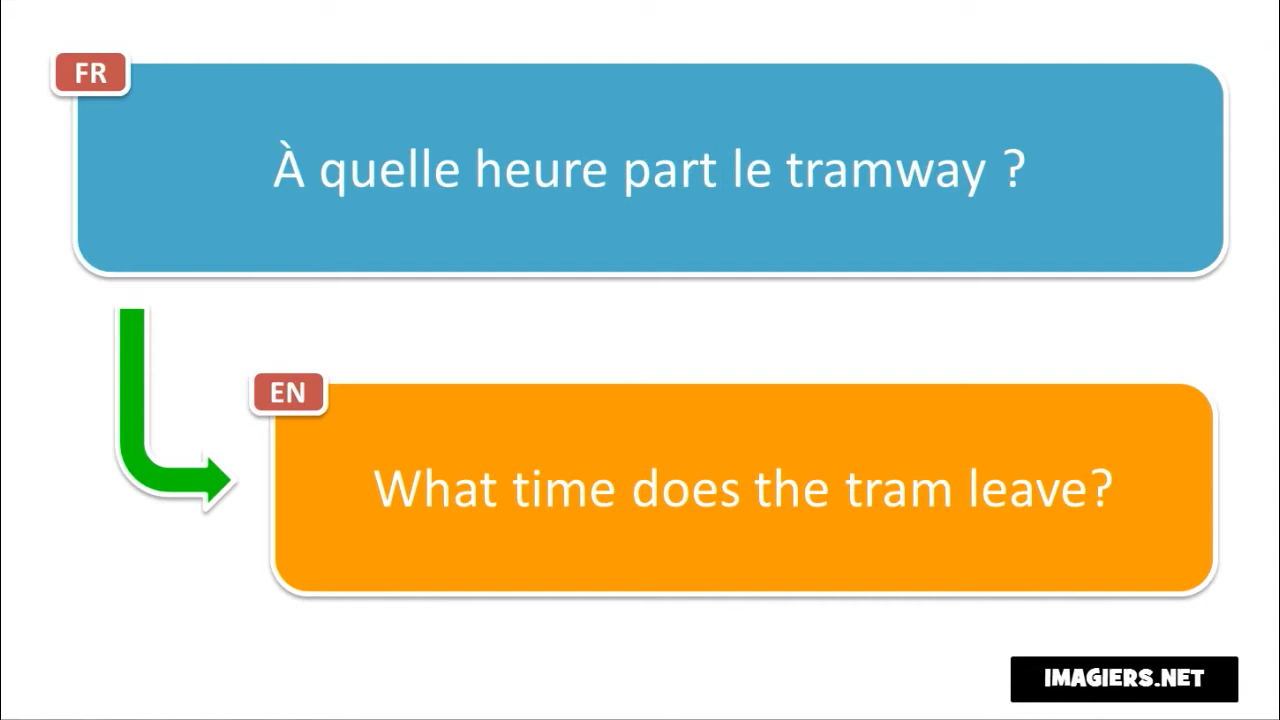 FR
À quelle heure part le tramway ?
EN
What time does the tram leave?
IMAGIERS.NET